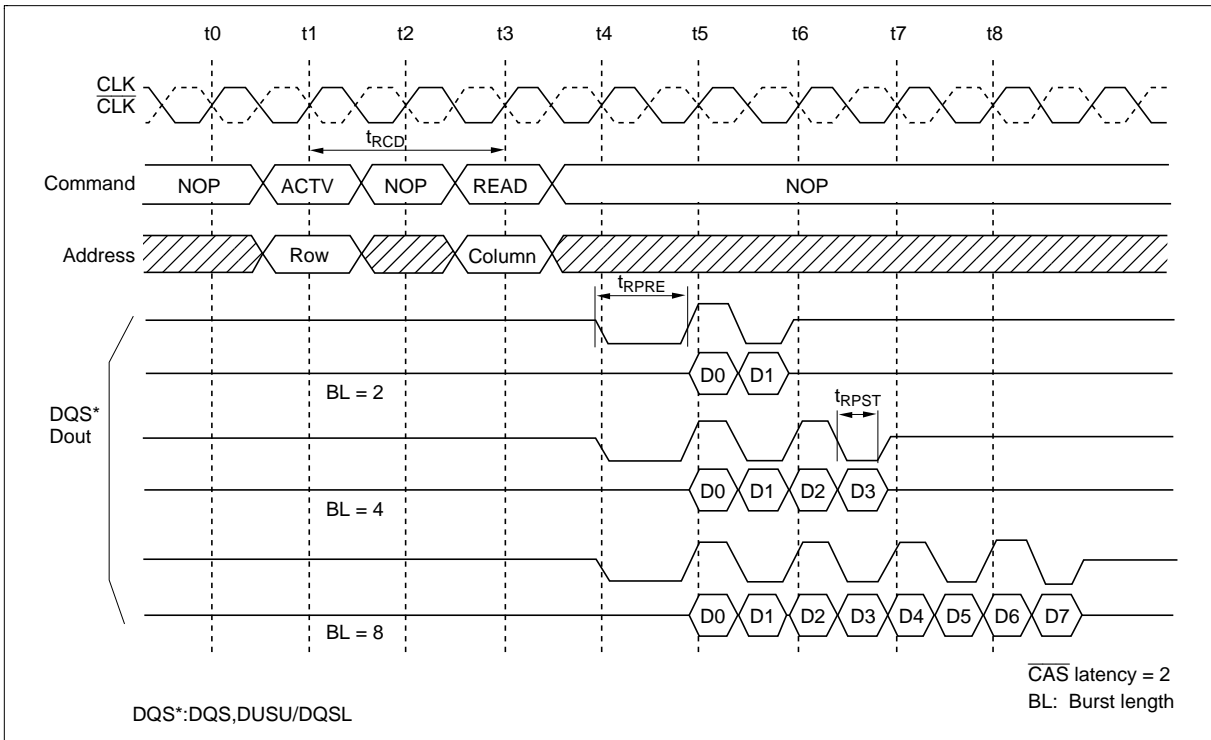 t0 t1 t2 t3 t4 t5 t6 t7 t8
CLK
CLK
tRCD
Command NOP ACTV NOP READ NOP
Address Row Column
tRPRE
D0 D1
BL = 2
DQS*
Dout
tRPST
D0 D1 D2 D3
BL = 4
D0 D1 D2 D3 D4 D5 D6 D7
BL = 8
CAS latency = 2
BL: Burst length
DQS*:DQS,DUSU/DQSL